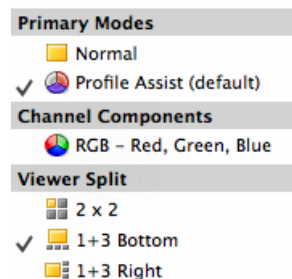 Primary Modes
Normal
Profile Assist (default)
Channel Components
RGB – Red, Green, Blue
Viewer Split
2 x 2
1+3 Bottom
1+3 Right